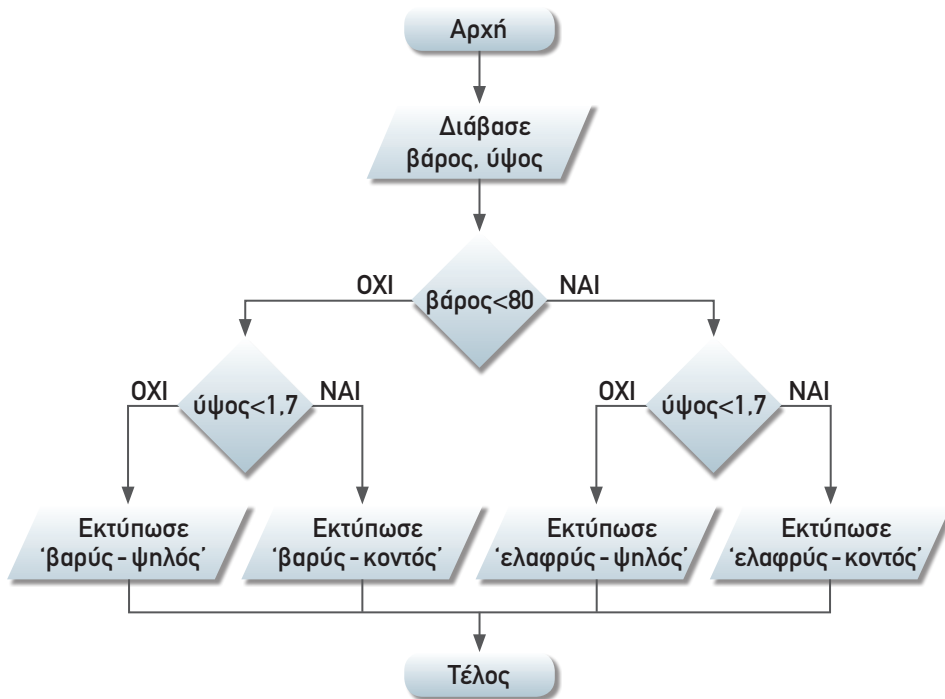 Αρχή
Διάβασε
βάρος, ύψος
ΟΧΙ
βάρος<80
ΝΑΙ
ΟΧΙ
ύψος<1,7
ΝΑΙ
ΟΧΙ
ύψος<1,7
ΝΑΙ
Εκτύπωσε
‘βαρύς - ψηλός’
Εκτύπωσε
‘βαρύς - κοντός’
Εκτύπωσε
‘ελαφρύς - ψηλός’
Εκτύπωσε
‘ελαφρύς - κοντός’
Τέλος